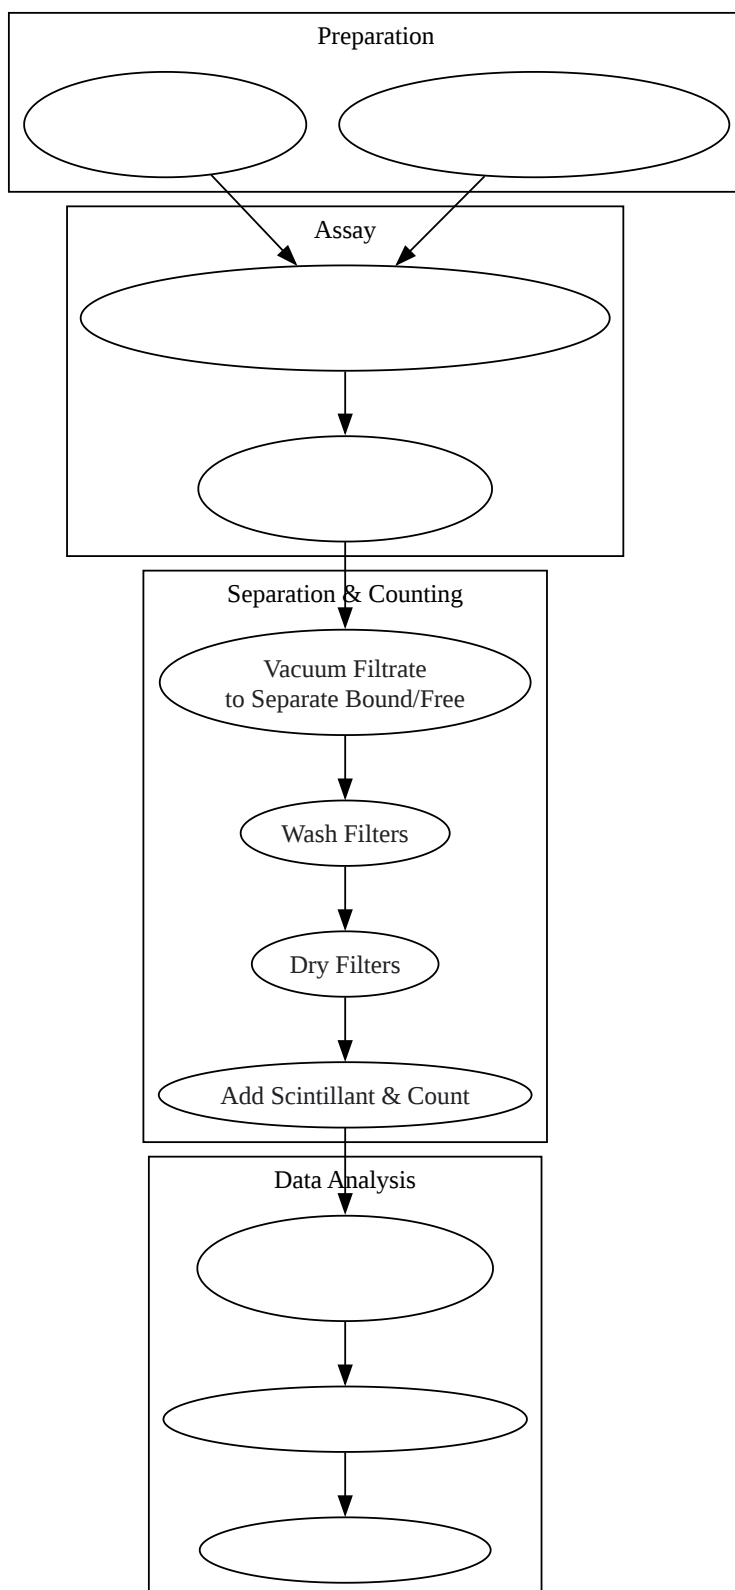 Preparation
Assay
Separation & Counting
Vacuum Filtrate
to Separate Bound/Free
Wash Filters
Dry Filters
Add Scintillant & Count
Data Analysis